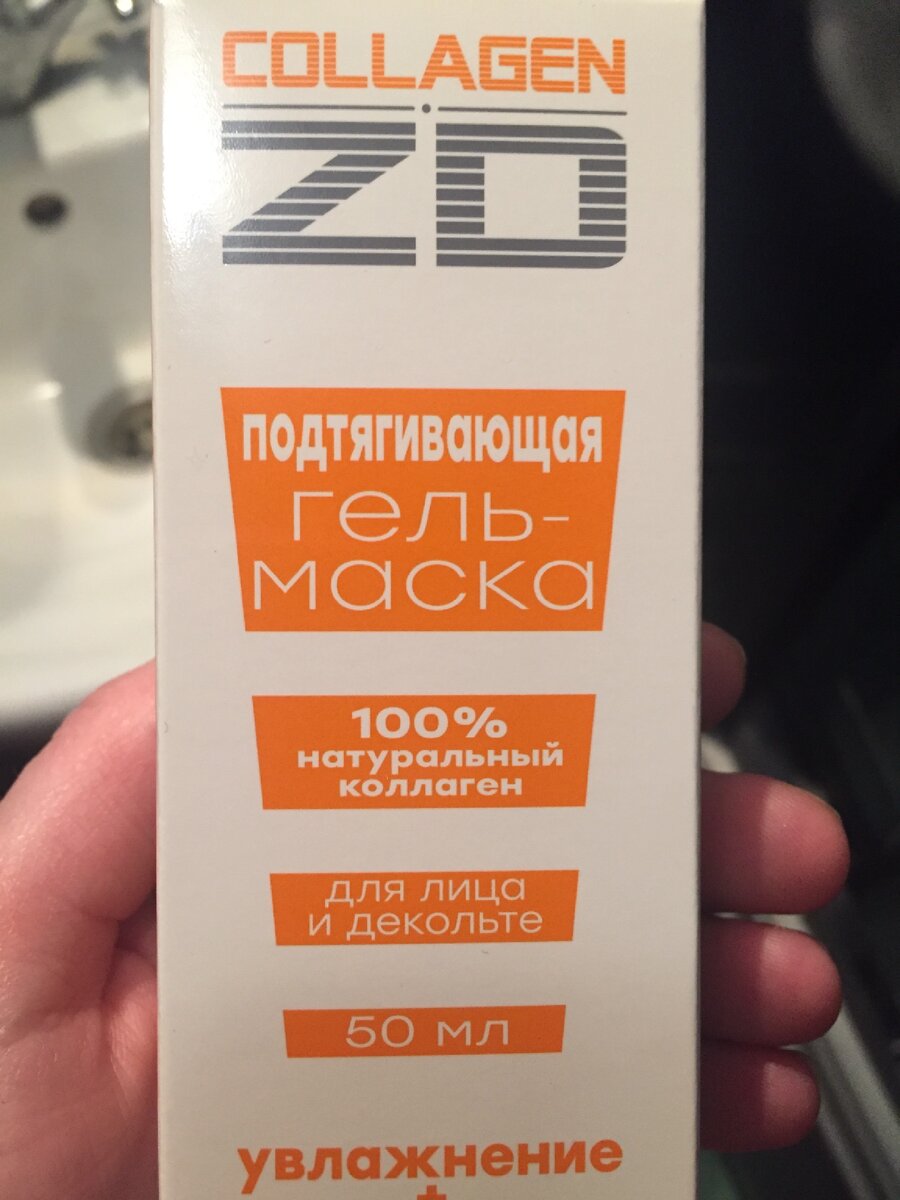 COLLAGEN
ZD
подтягивающая
гель-
маска
100%
натуральный
коллаген
для лица
и декольте
50 мл
увлажнение
+